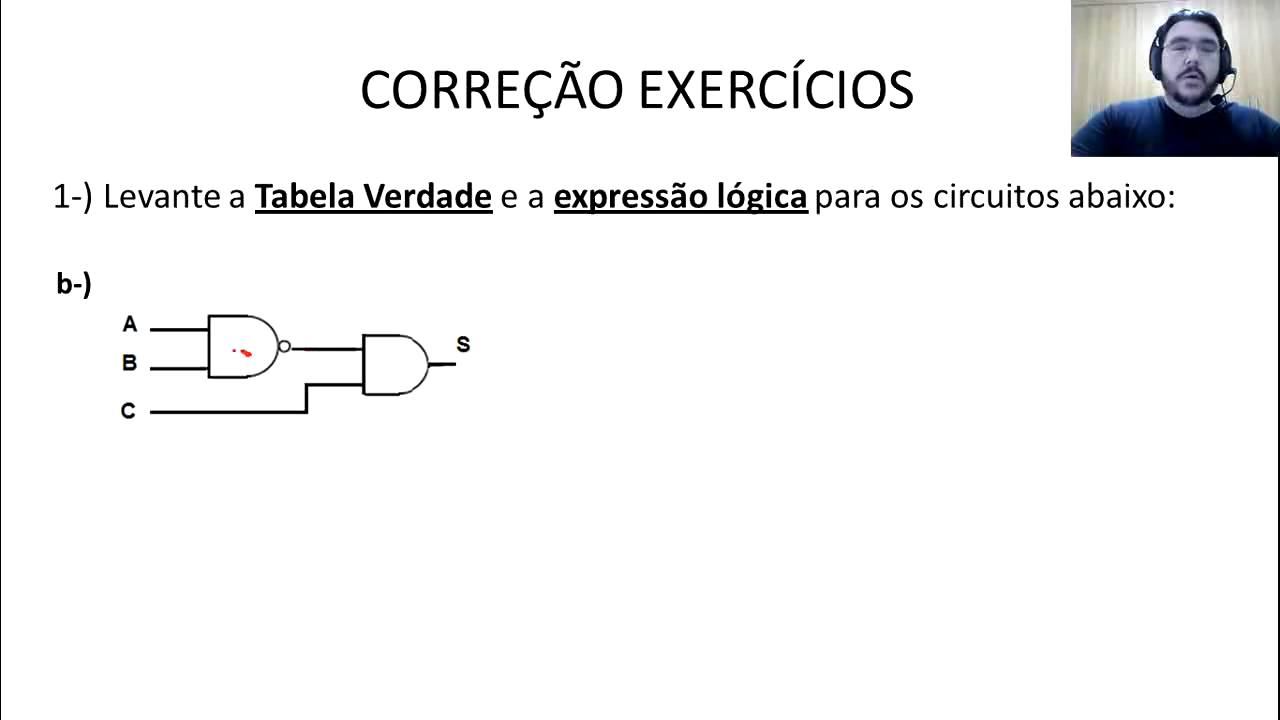 CORREÇÃO EXERCÍCIOS
1-) Levante a Tabela Verdade e a expressão lógica para os circuitos abaixo:
b-)
A
B
C
S